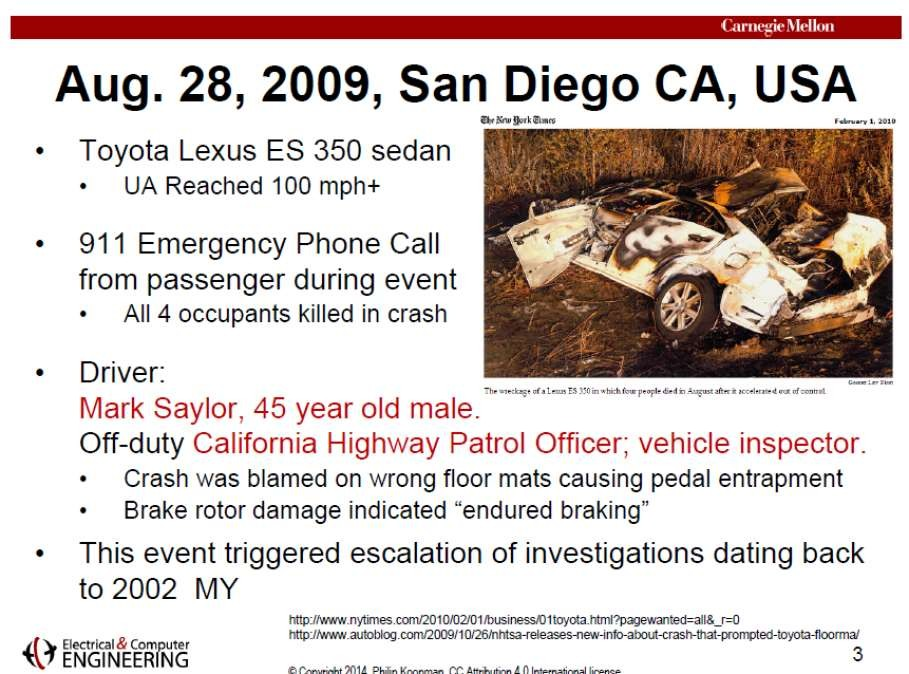 Carnegie Mellon
Aug. 28, 2009, San Diego CA, USA
The New York Times
February 1, 2010
• Toyota Lexus ES 350 sedan
• UA Reached 100 mph+
• 911 Emergency Phone Call
from passenger during event
• All 4 occupants killed in crash
The wreckage of a Lexus ES 350 in which four people died in August after it accelerated out of control.
• Driver:
Mark Saylor, 45 year old male.
Off-duty California Highway Patrol Officer; vehicle inspector.
• Crash was blamed on wrong floor mats causing pedal entrapment
• Brake rotor damage indicated “endured braking”
• This event triggered escalation of investigations dating back
to 2002 MY
http://www.nytimes.com/2010/02/01/business/01toyota.html?pagewanted=all&_r=0
http://www.autoblog.com/2009/10/26/nhtsa-releases-new-info-about-crash-that-prompted-toyota-floorma/
Electrical & Computer
ENGINEERING
3
© Copyright 2014, Philip Koopman, CC Attribution 4.0 International license